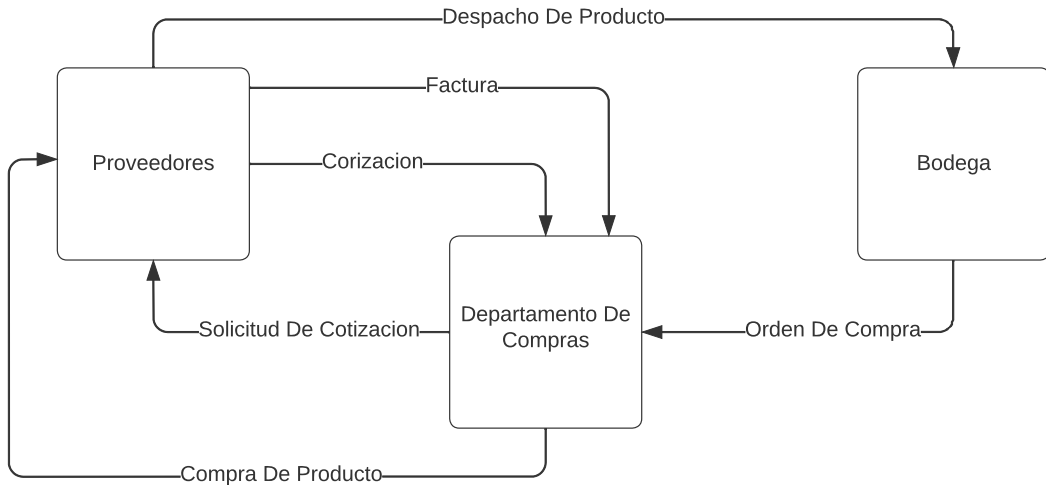 Despacho De Producto
Factura
Proveedores
Corizacion
Bodega
Departamento De
Compras
Solicitud De Cotizacion
Orden De Compra
Compra De Producto